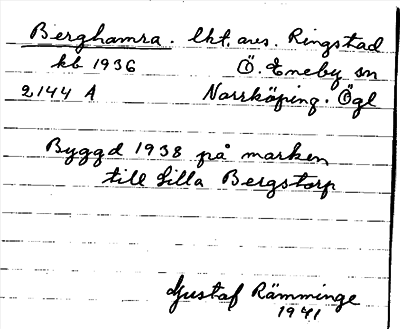 Berghamra. lht. avs. Ringstad
kb 1936 Ö. Eneby sn
2144 A Norrköping. Ögl
Byggd 1938 på marken
till Lilla Bergstorp
Gustaf Rämminge
1941